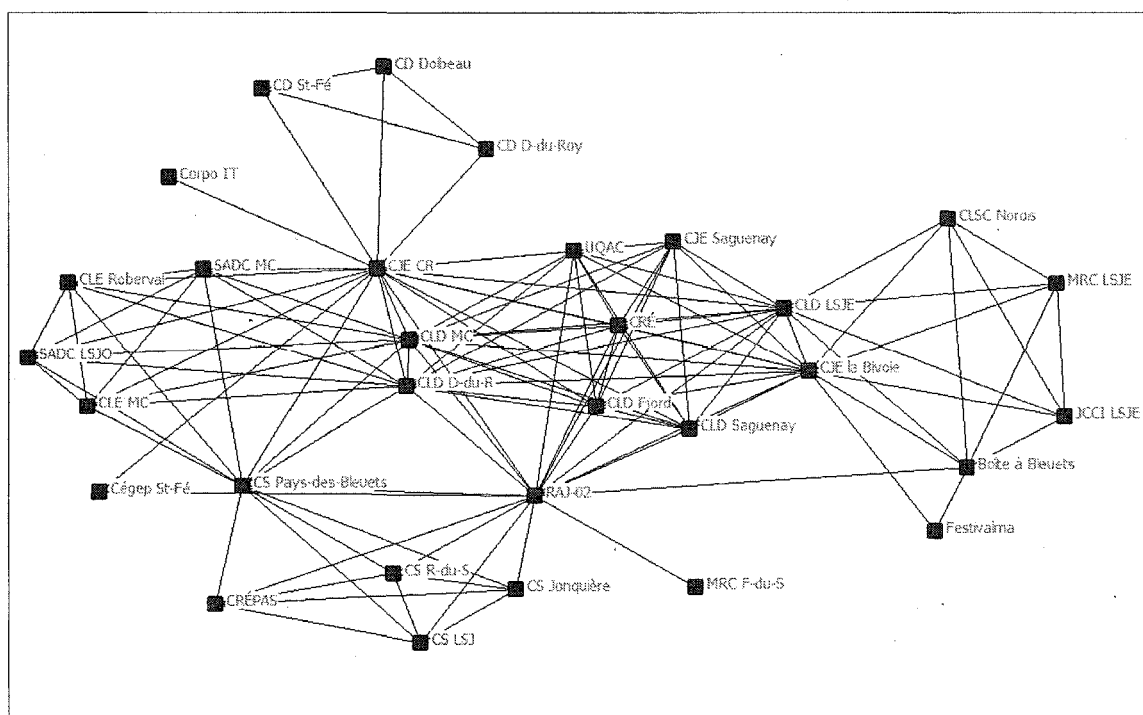 CD Dobeau
CD St-Fé
CD D-du-Roy
Corpo IT
CLSC Norois
UQAC
CJE Saguenay
SADC MC
CJE CR
CLE Roberval
MRC LSJE
CLD LSJE
CRÉ
CLD MC
SADC LSJO
CJE la Bivoie
CLD D-du-R
CLE MC
CLD Fjord
JCCI LSJE
CLD Saguenay
Boîte à Bleuets
CS Pays-des-Bleuets
Cégep St-Fé
RAJ-02
Festivalma
CS R-du-S
MRC F-du-S
CS Jonquière
CRÉPAS
CS LSJ